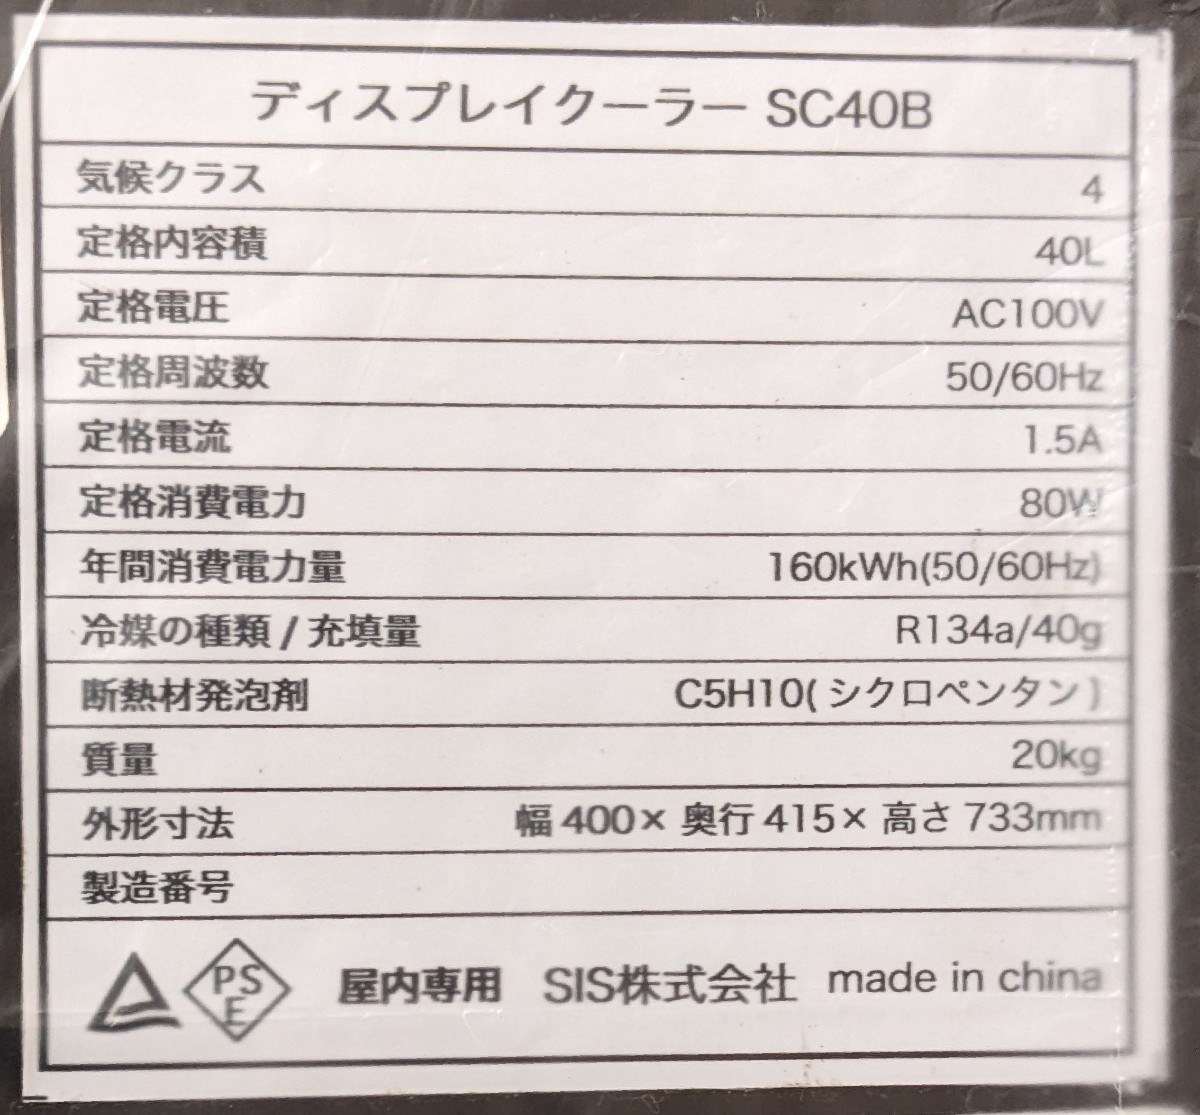 ディスプレイクーラー SC40B
気候クラス 4
定格内容積 40L
定格電圧 AC100V
定格周波数 50/60Hz
定格電流 1.5A
定格消費電力 80W
年間消費電力量 160kWh(50/60Hz)
冷媒の種類 / 充填量 R134a/40g
断熱材発泡剤 C5H10( シクロペンタン )
質量 20kg
外形寸法 幅 400× 奥行 415× 高さ 733mm
製造番号
PS E 屋内専用 SIS株式会社 made in china